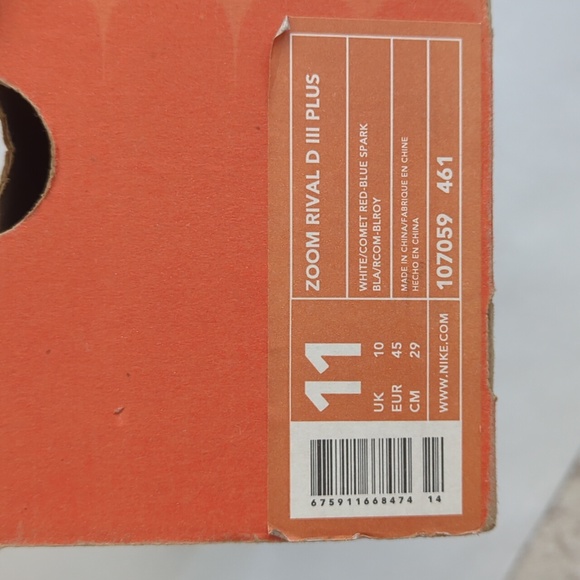 ZOOM RIVAL D III PLUS
WHITE/COMET RED-BLUE SPARK
BLA/RCOM-BLROY
MADE IN CHINA/FABRIQUE EN CHINE
HECHO EN CHINA
107059 461
11
UK 10
EUR 45
CM 29
WWW.NIKE.COM
675911668474 14